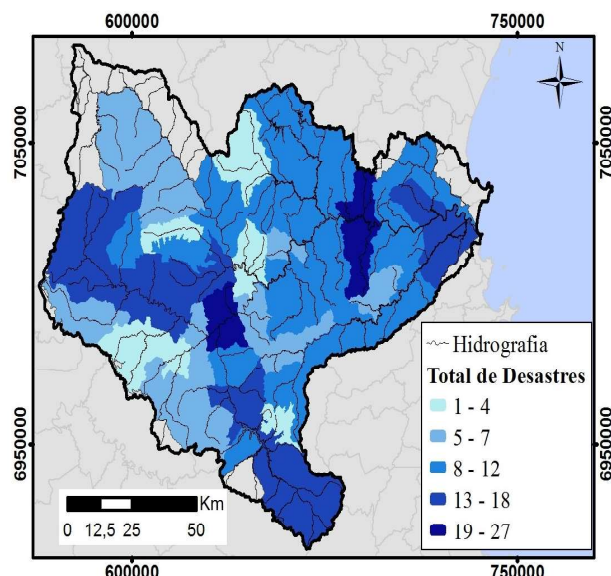 600000
750000
N
7050000
7050000
Hidrografia
Total de Desastres
1 - 4
5 - 7
8 - 12
13 - 18
19 - 27
6950000
6950000
Km
0 12,5 25 50
600000
750000